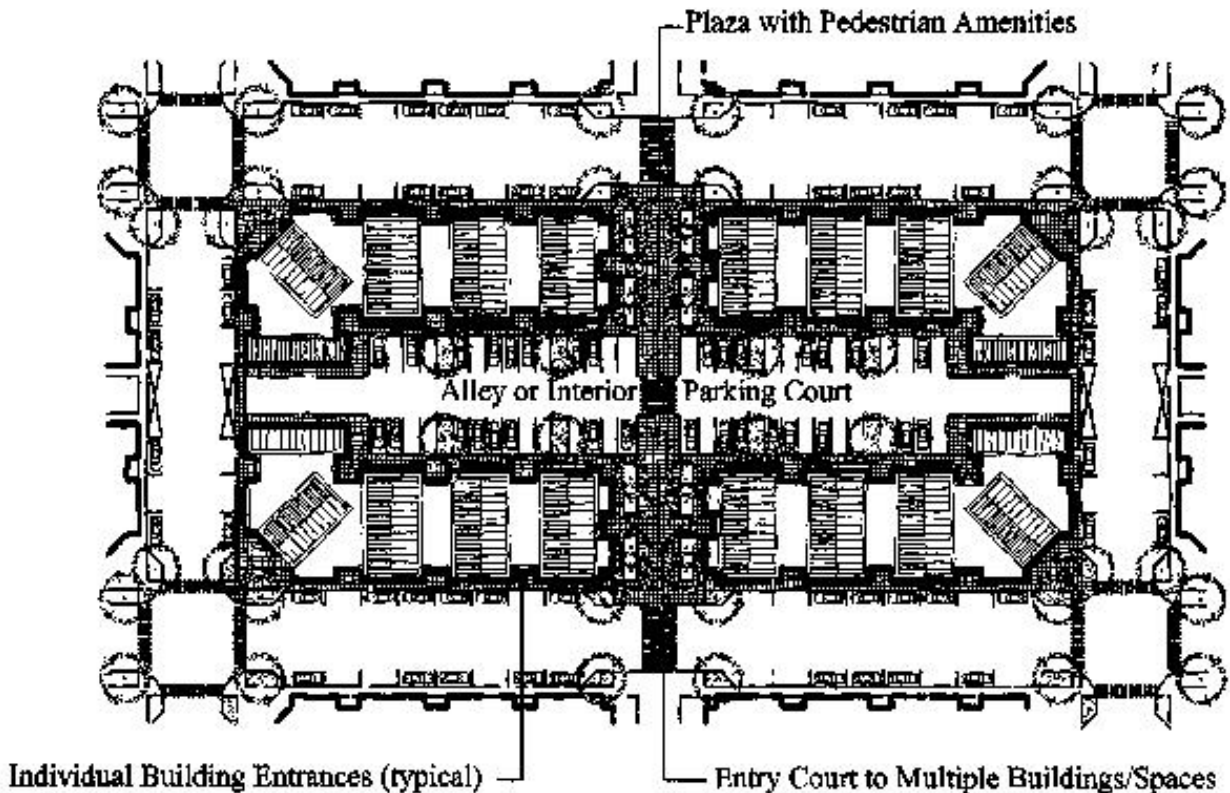 Plaza with Pedestrian Amenities
Alley or Interior Parking Court
Individual Building Entrances (typical)
Entry Court to Multiple Buildings/Spaces